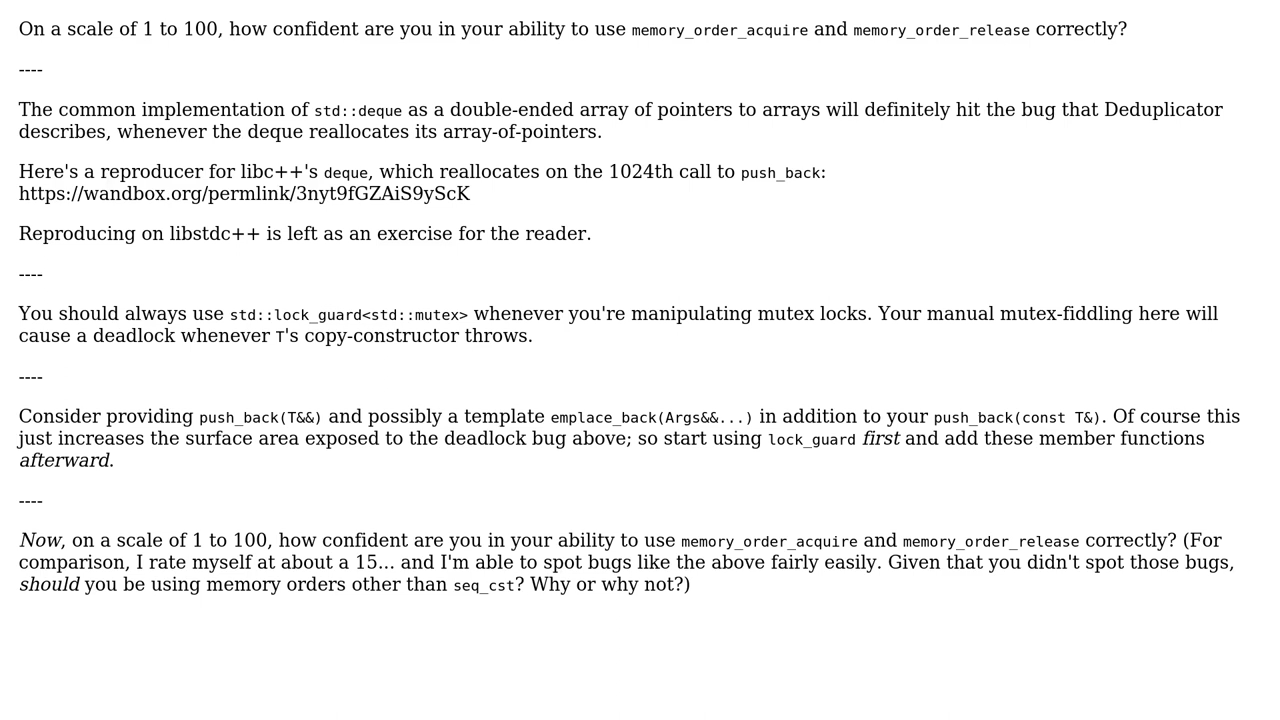 On a scale of 1 to 100, how confident are you in your ability to use memory_order_acquire and memory_order_release correctly?
----
The common implementation of std::deque as a double-ended array of pointers to arrays will definitely hit the bug that Deduplicator
describes, whenever the deque reallocates its array-of-pointers.
Here's a reproducer for libc++'s deque, which reallocates on the 1024th call to push_back:
https://wandbox.org/permlink/3nyt9fGZAiS9yScK
Reproducing on libstdc++ is left as an exercise for the reader.
----
You should always use std::lock_guard<std::mutex> whenever you're manipulating mutex locks. Your manual mutex-fiddling here will
cause a deadlock whenever T's copy-constructor throws.
----
Consider providing push_back(T&&) and possibly a template emplace_back(Args&&...) in addition to your push_back(const T&). Of course this
just increases the surface area exposed to the deadlock bug above; so start using lock_guard first and add these member functions
afterward.
----
Now, on a scale of 1 to 100, how confident are you in your ability to use memory_order_acquire and memory_order_release correctly? (For
comparison, I rate myself at about a 15... and I'm able to spot bugs like the above fairly easily. Given that you didn't spot those bugs,
should you be using memory orders other than seq_cst? Why or why not?)